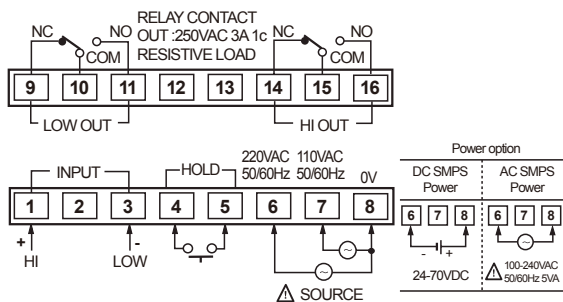 RELAY CONTACT
NC NO OUT :250VAC 3A 1c NC NO
COM RESISTIVE LOAD COM
9 10 11 12 13 14 15 16
LOW OUT HI OUT
Power option
INPUT HOLD 220VAC 110VAC
50/60Hz 50/60Hz 0V
DC SMPS AC SMPS
Power Power
1 2 3 4 5 6 7 8
6 7 8 6 7 8
+ - - +
HI LOW
24-70VDC 100-240VAC
50/60Hz 5VA
SOURCE